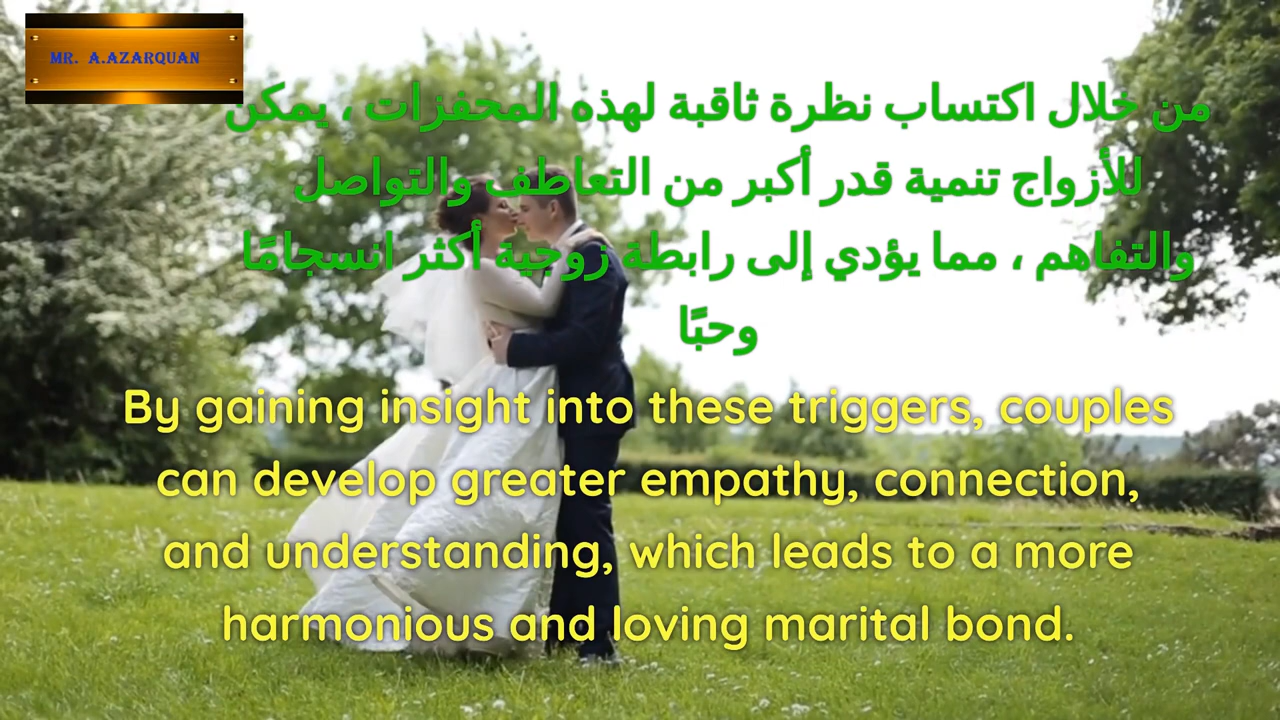 MR. A.AZARQUAN
من خلال اكتساب نظرة ثاقبة لهذه المحفزات ، يمكن
للأزواج تنمية قدر أكبر من التعاطف والتواصل
والتفاهم ، مما يؤدي إلى رابطة زوجية أكثر انسجامًا
وحبًا
By gaining insight into these triggers, couples
can develop greater empathy, connection,
and understanding, which leads to a more
harmonious and loving marital bond.